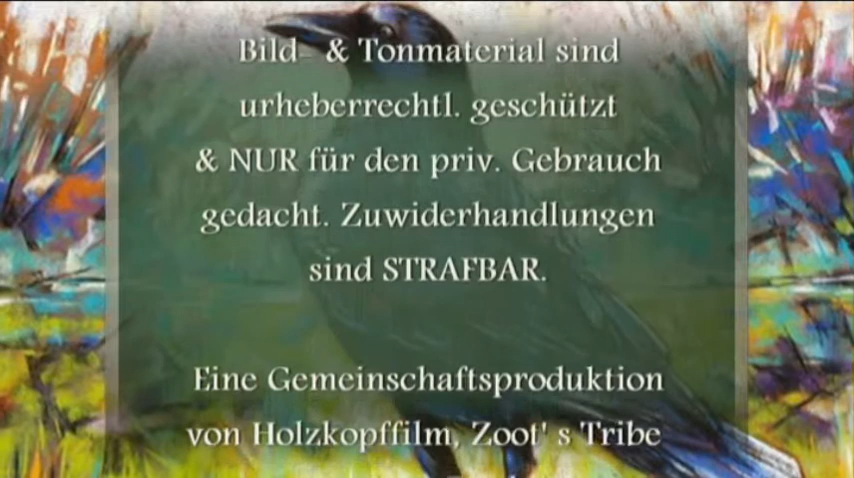 Bild- & Tonmaterial sind
urheberrechtl. geschützt
& NUR für den priv. Gebrauch
gedacht. Zuwiderhandlungen
sind STRAFBAR.
Eine Gemeinschaftsproduktion
von Holzkopffilm, Zoot' s Tribe